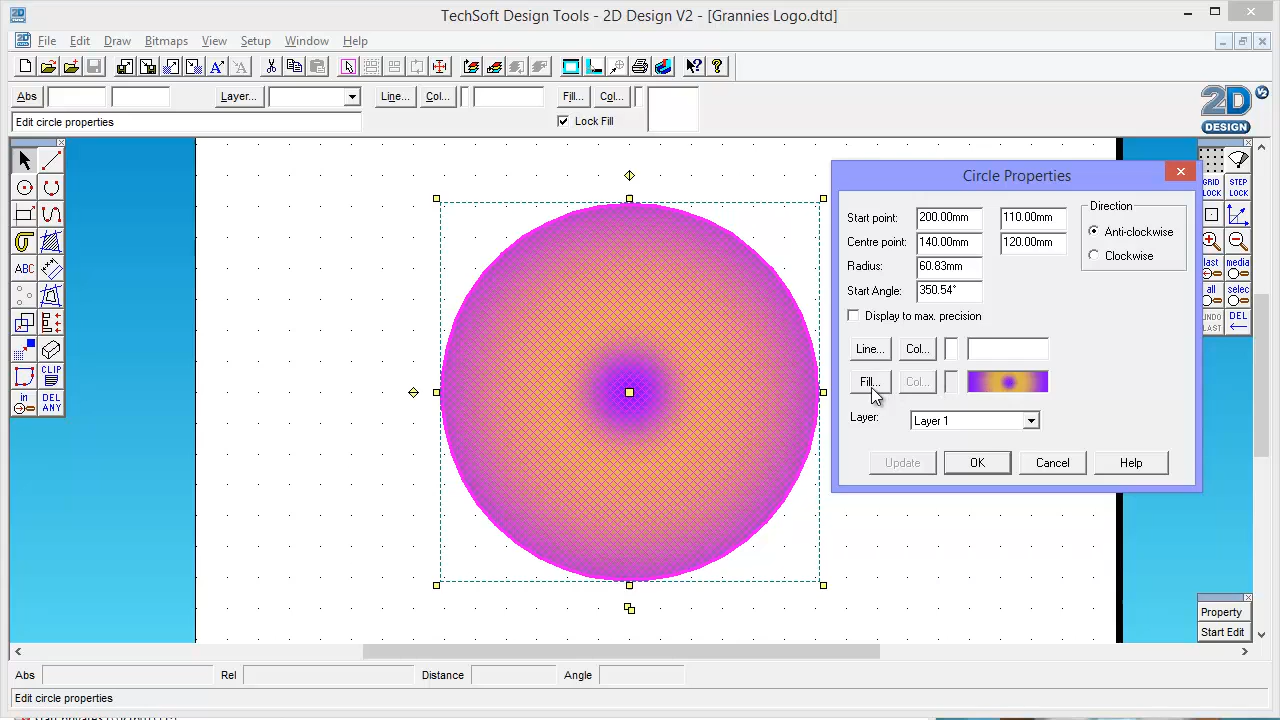 TechSoft Design Tools - 2D Design V2 - [Grannies Logo.dtd]
File Edit Draw Bitmaps View Setup Window Help
Abs Layer... Line... Col... Fill... Col...
Edit circle properties
Lock Fill
2D V2
DESIGN
ABC
CLIP
in DEL ANY
GRID LOCK STEP LOCK
last media
all selec
UNDO LAST DEL
Property
Start Edit
Circle Properties
Start point: 200.00mm 110.00mm
Centre point: 140.00mm 120.00mm
Radius: 60.83mm
Start Angle: 350.54°
Direction
Anti-clockwise
Clockwise
Display to max. precision
Line... Col...
Fill... Col...
Layer: Layer 1
Update OK Cancel Help
Abs Rel Distance Angle
Edit circle properties